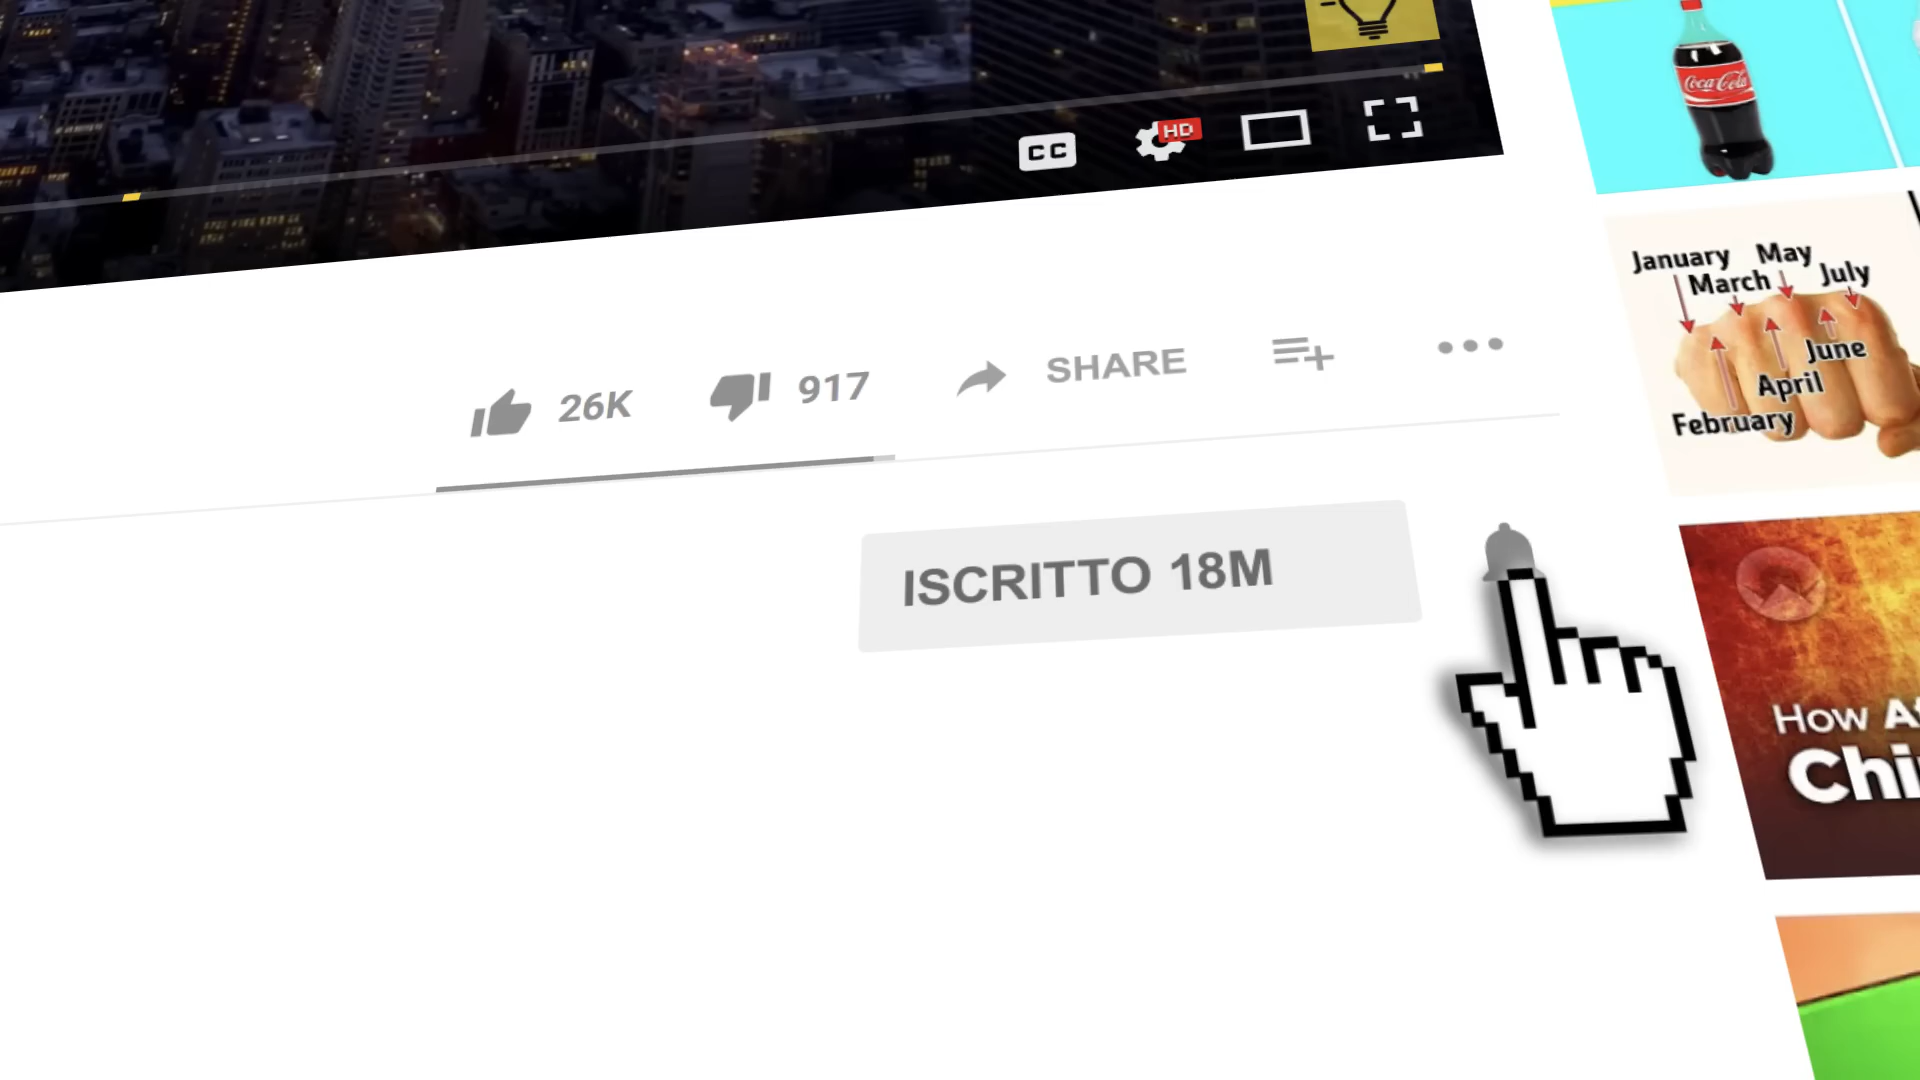 CC
HD
Coca-Cola
January
May
March
July
June
April
February
26K
917
SHARE
ISCRITTO 18M
How
Chi